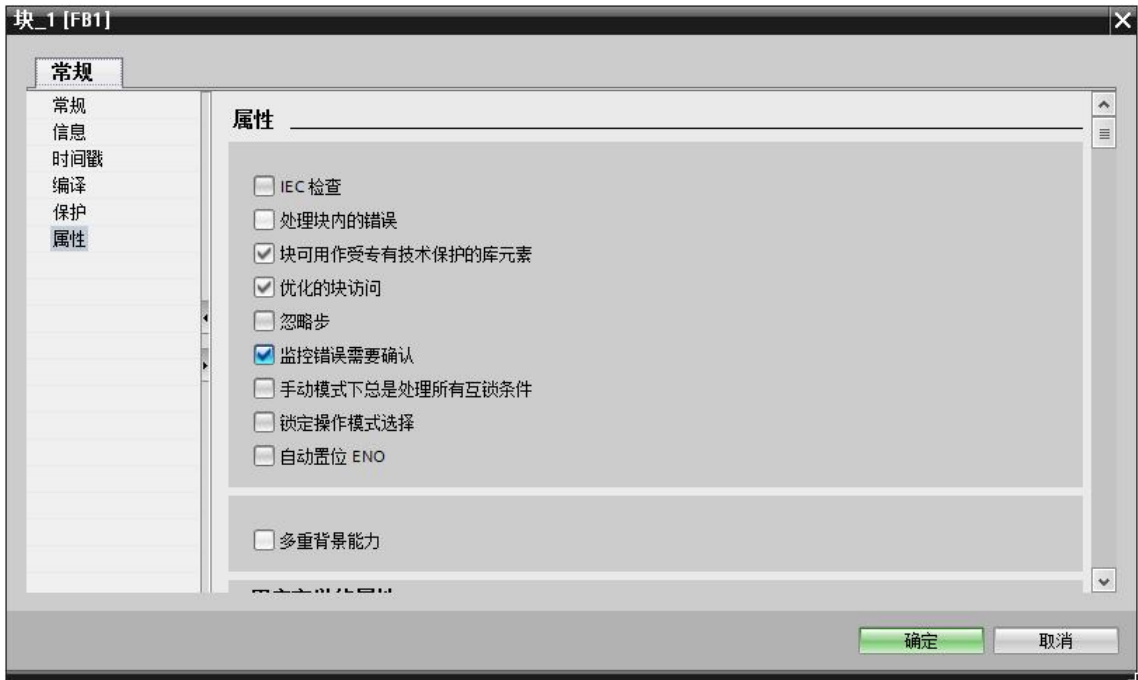 块_1 [FB1]
常规
常规
信息
时间戳
编译
保护
属性
属性
IEC 检查
处理块内的错误
块可用作受专有技术保护的库元素
优化的块访问
忽略步
监控错误需要确认
手动模式下总是处理所有互锁条件
锁定操作模式选择
自动置位 ENO
多重背景能力
确定
取消